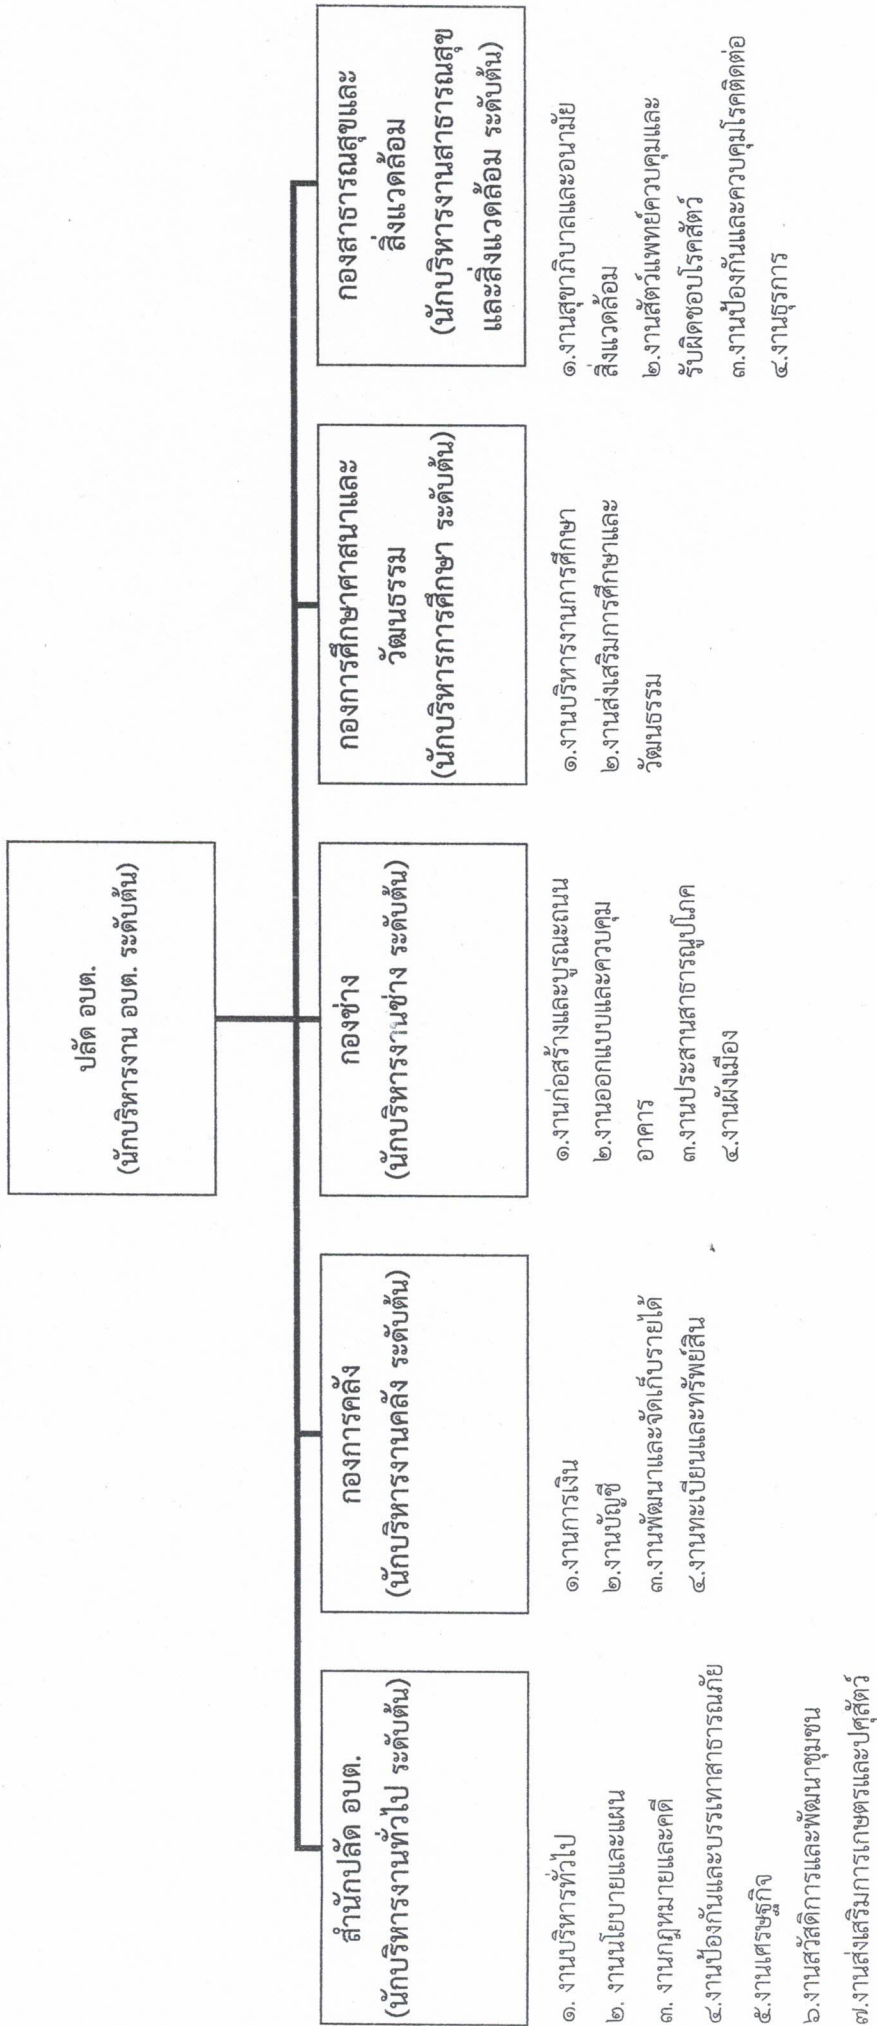 ปลัด อบต.
(นักบริหารงาน อบต. ระดับต้น)
สำนักปลัด อบต.
(นักบริหารงานทั่วไป ระดับต้น)
๑. งานบริหารทั่วไป
๒. งานนโยบายและแผน
๓. งานกฎหมายและคดี
๔.งานป้องกันและบรรเทาสาธารณภัย
๕.งานเศรษฐกิจ
๖.งานสวัสดิการและพัฒนาชุมชน
๗.งานส่งเสริมการเกษตรและปศุสัตว์
กองการคลัง
(นักบริหารงานคลัง ระดับต้น)
๑.งานการเงิน
๒.งานบัญชี
๓.งานพัฒนาและจัดเก็บรายได้
๔.งานทะเบียนและทรัพย์สิน
กองช่าง
(นักบริหารงานช่าง ระดับต้น)
๑.งานก่อสร้างและบูรณะถนน
๒.งานออกแบบและควบคุม
อาคาร
๓.งานประสานสาธารณูปโภค
๔.งานผังเมือง
กองการศึกษาศาสนาและ
วัฒนธรรม
(นักบริหารการศึกษา ระดับต้น)
๑.งานบริหารงานการศึกษา
๒.งานส่งเสริมการศึกษาและ
วัฒนธรรม
กองสาธารณสุขและ
สิ่งแวดล้อม
(นักบริหารงานสาธารณสุข
และสิ่งแวดล้อม ระดับต้น)
๑.งานสุขาภิบาลและอนามัย
สิ่งแวดล้อม
๒.งานสัตว์แพทย์ควบคุมและ
รับผิดชอบโรคสัตว์
๓.งานป้องกันและควบคุมโรคติดต่อ
๔.งานธุรการ